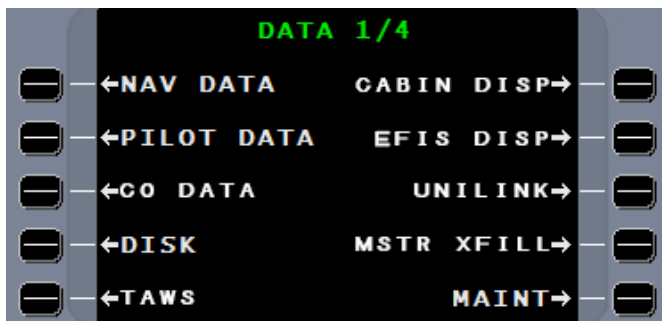 DATA 1/4
←NAV DATA CABIN DISP→
←PILOT DATA EFIS DISP→
←CO DATA UNILINK→
←DISK MSTR XFILL→
←TAWS MAINT→